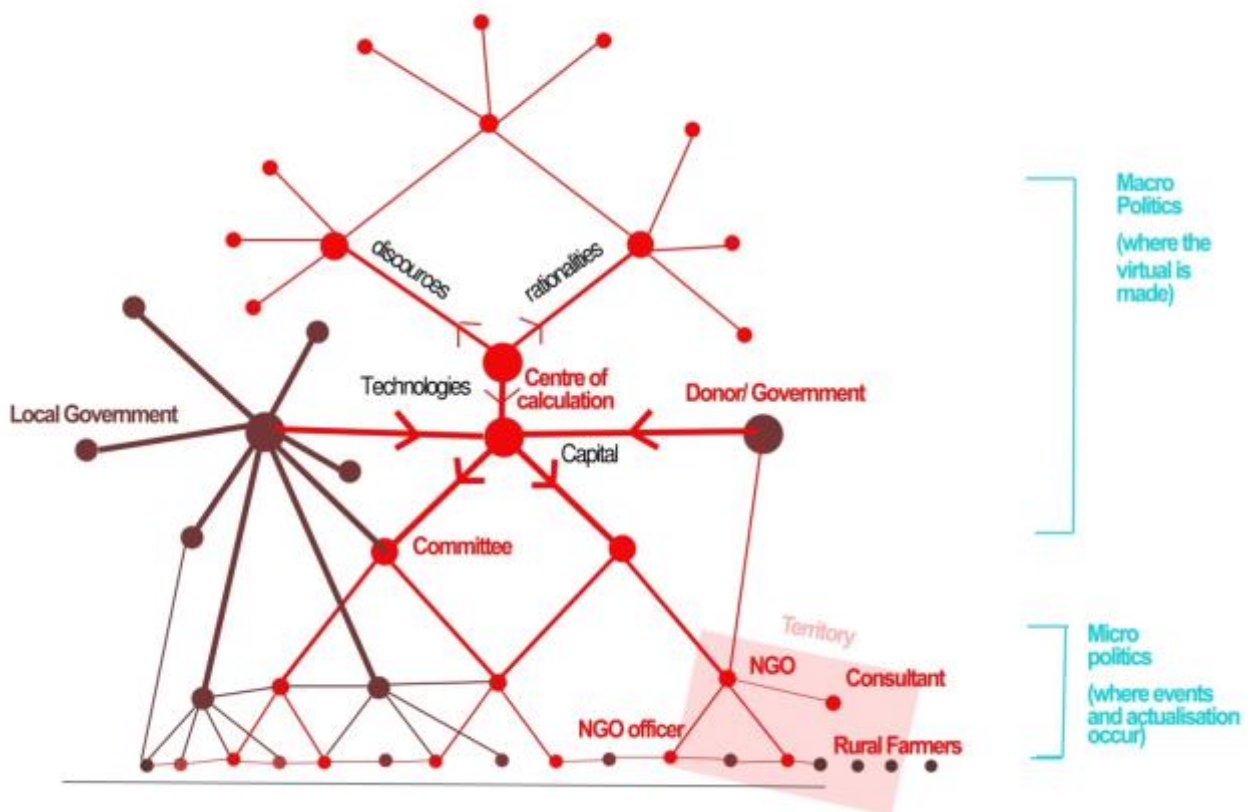 Macro
Politics
(where the
virtual is
made)
discources
rationalities
Technologies
Centre of
calculation
Donor/ Government
Local Government
Capital
Committee
Territory
Micro
politics
(where events
and actualisation
occur)
NGO
Consultant
NGO officer
Rural Farmers